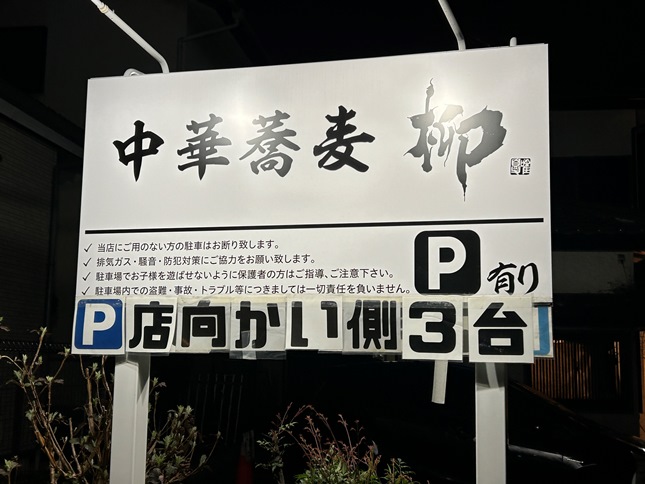 中華蕎麦 柳
✓ 当店にご用のない方の駐車はお断り致します。
✓ 排気ガス・騒音・防犯対策にご協力をお願い致します。
✓ 駐車場でお子様を遊ばせないように保護者の方はご指導、ご注意下さい。
✓ 駐車場内での盗難・事故・トラブル等につきましては一切責任を負いません。
P 有り
P 店向かい側3台